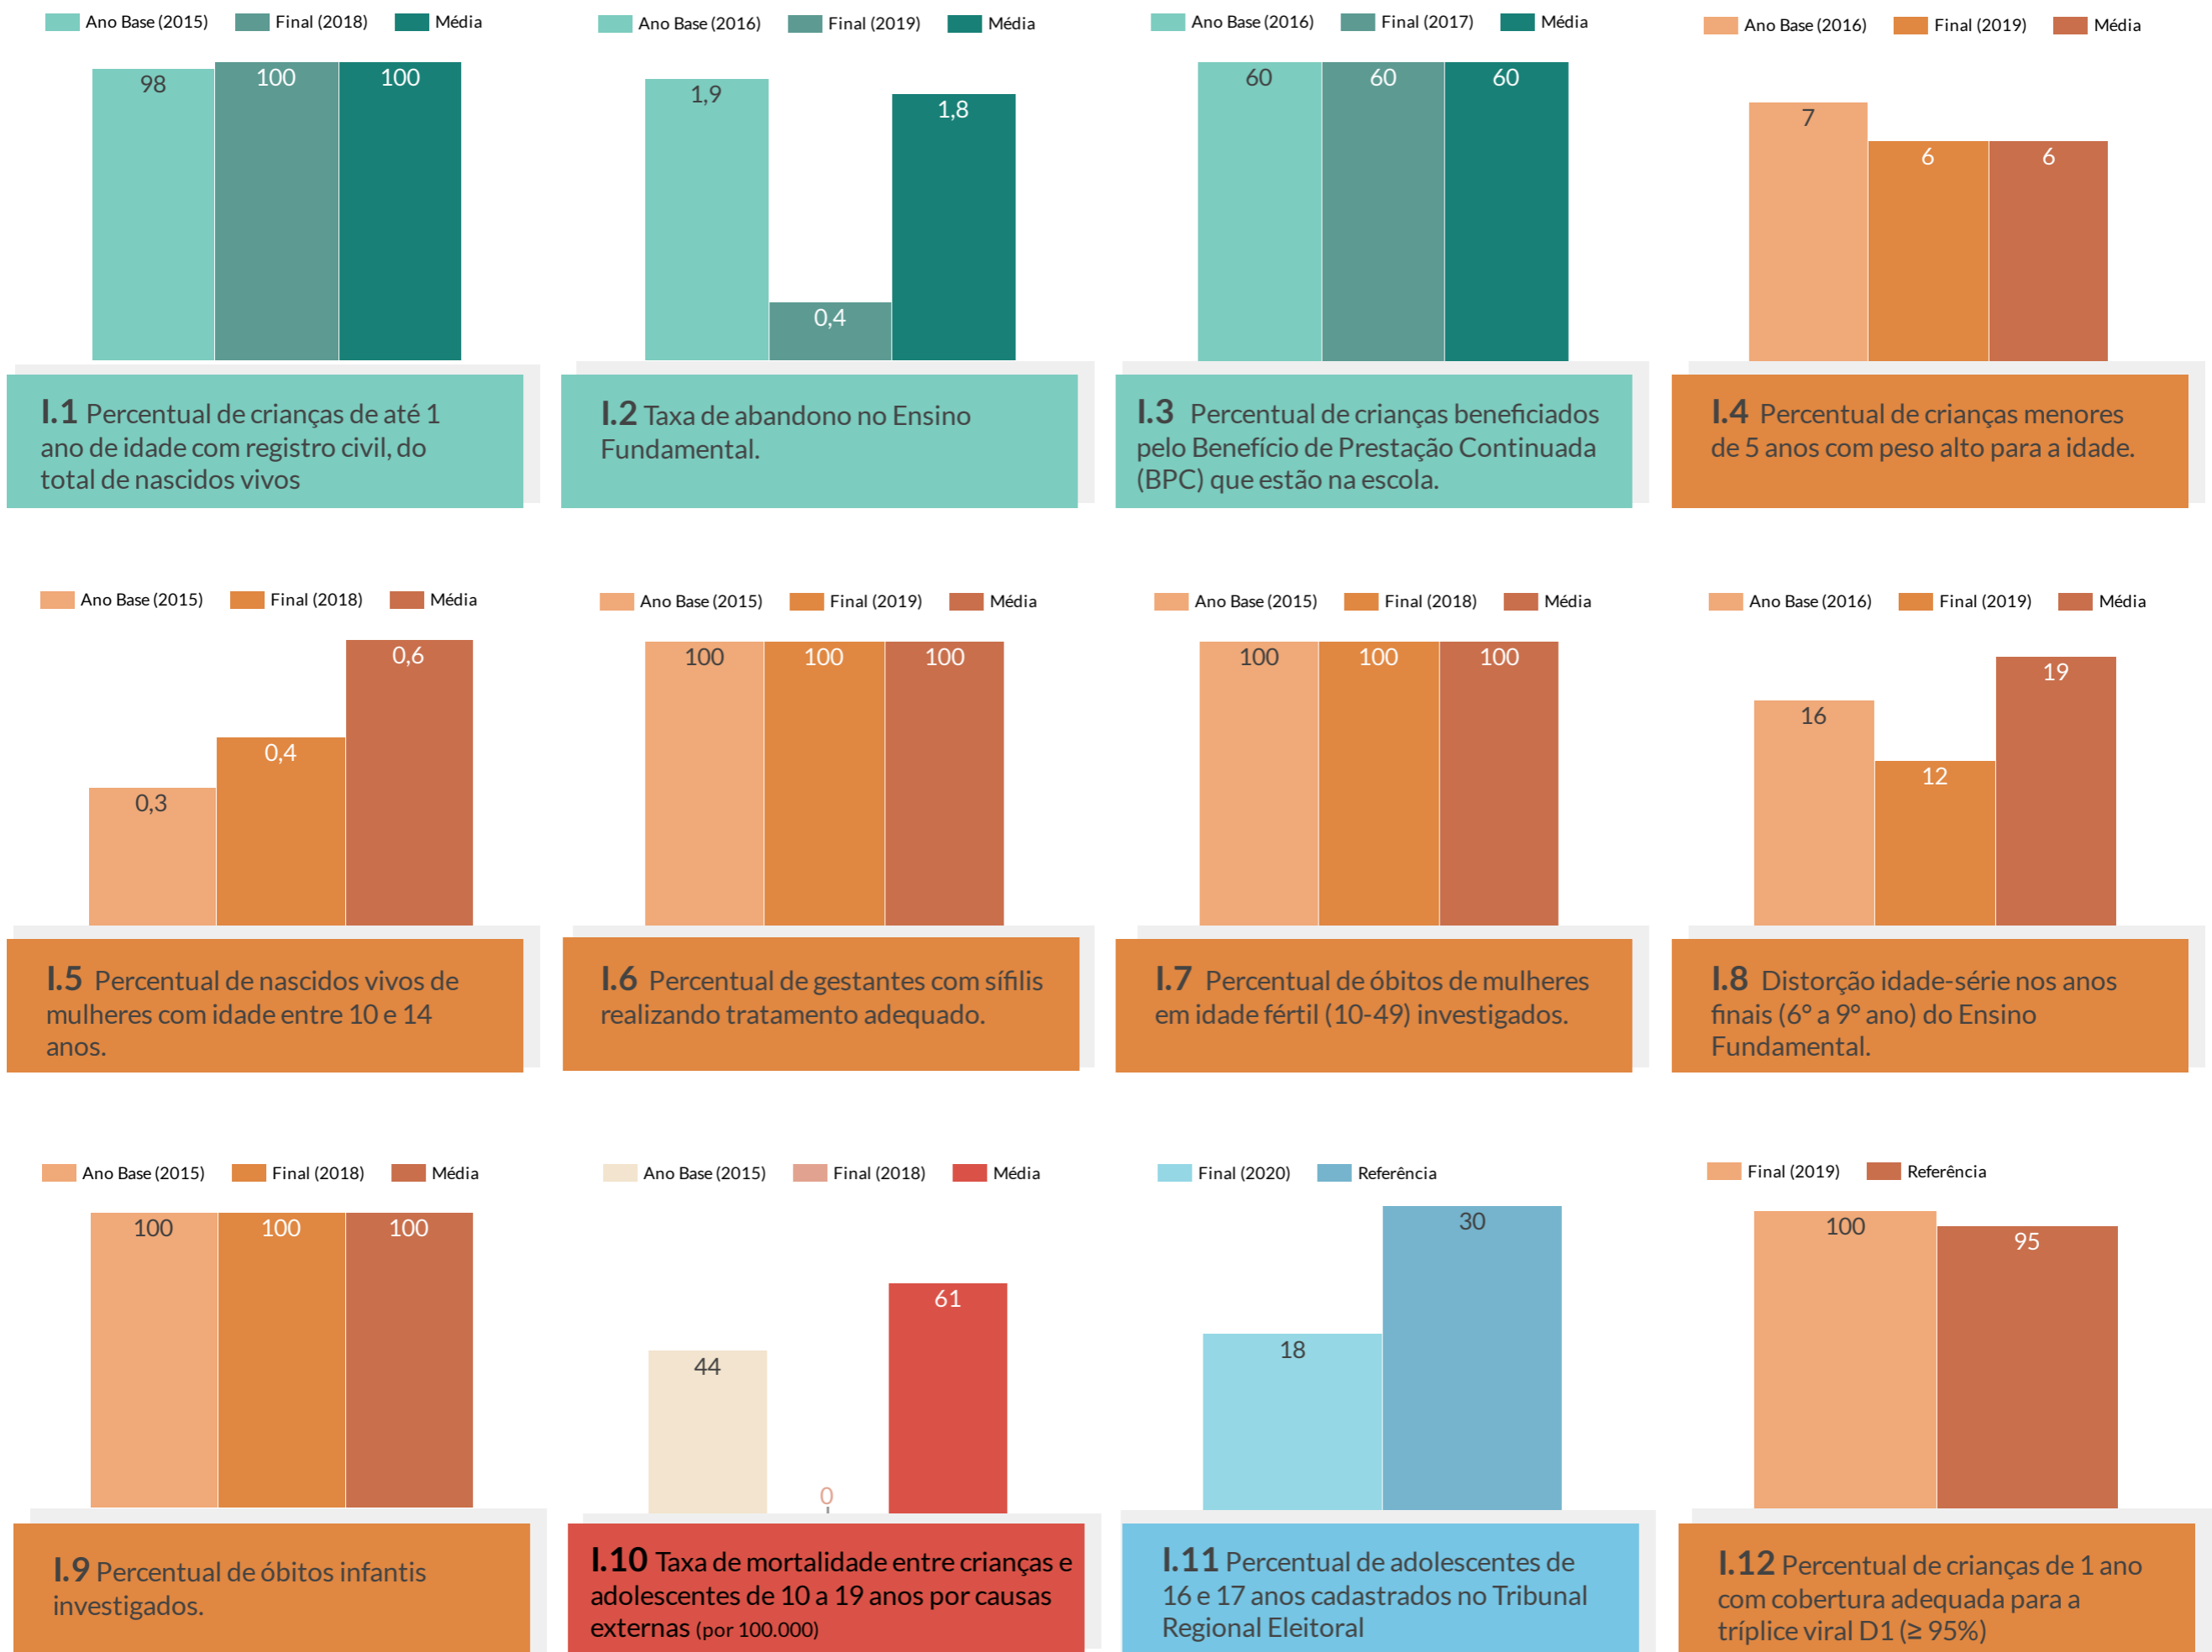 Ano Base (2015) Final (2018) Média
98 100 100
I.1 Percentual de crianças de até 1
ano de idade com registro civil, do
total de nascidos vivos
Ano Base (2016) Final (2019) Média
1,9 0,4 1,8
I.2 Taxa de abandono no Ensino
Fundamental.
Ano Base (2016) Final (2017) Média
60 60 60
I.3 Percentual de crianças beneficiados
pelo Benefício de Prestação Continuada
(BPC) que estão na escola.
Ano Base (2016) Final (2019) Média
7 6 6
I.4 Percentual de crianças menores
de 5 anos com peso alto para a idade.
Ano Base (2015) Final (2018) Média
0,3 0,4 0,6
I.5 Percentual de nascidos vivos de
mulheres com idade entre 10 e 14
anos.
Ano Base (2015) Final (2019) Média
100 100 100
I.6 Percentual de gestantes com sífilis
realizando tratamento adequado.
Ano Base (2015) Final (2018) Média
100 100 100
I.7 Percentual de óbitos de mulheres
em idade fértil (10-49) investigados.
Ano Base (2016) Final (2019) Média
16 12 19
I.8 Distorção idade-série nos anos
finais (6° a 9° ano) do Ensino
Fundamental.
Ano Base (2015) Final (2018) Média
100 100 100
I.9 Percentual de óbitos infantis
investigados.
Ano Base (2015) Final (2018) Média
44 0 61
I.10 Taxa de mortalidade entre crianças e
adolescentes de 10 a 19 anos por causas
externas (por 100.000)
Final (2020) Referência
18 30
I.11 Percentual de adolescentes de
16 e 17 anos cadastrados no Tribunal
Regional Eleitoral
Final (2019) Referência
100 95
I.12 Percentual de crianças de 1 ano
com cobertura adequada para a
tríplice viral D1 (≥ 95%)